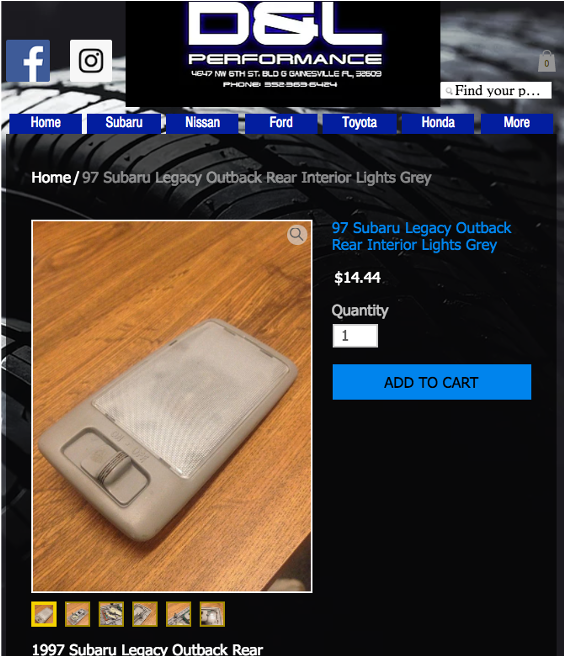 D&L
PERFORMANCE
4647 NW 6TH ST. BLD G GAINESVILLE FL, 32609
PHONE: 352-363-6424
0
Find your p...
Home Subaru Nissan Ford Toyota Honda More
Home / 97 Subaru Legacy Outback Rear Interior Lights Grey
97 Subaru Legacy Outback
Rear Interior Lights Grey
$14.44
Quantity
1
ADD TO CART
1997 Subaru Legacy Outback Rear